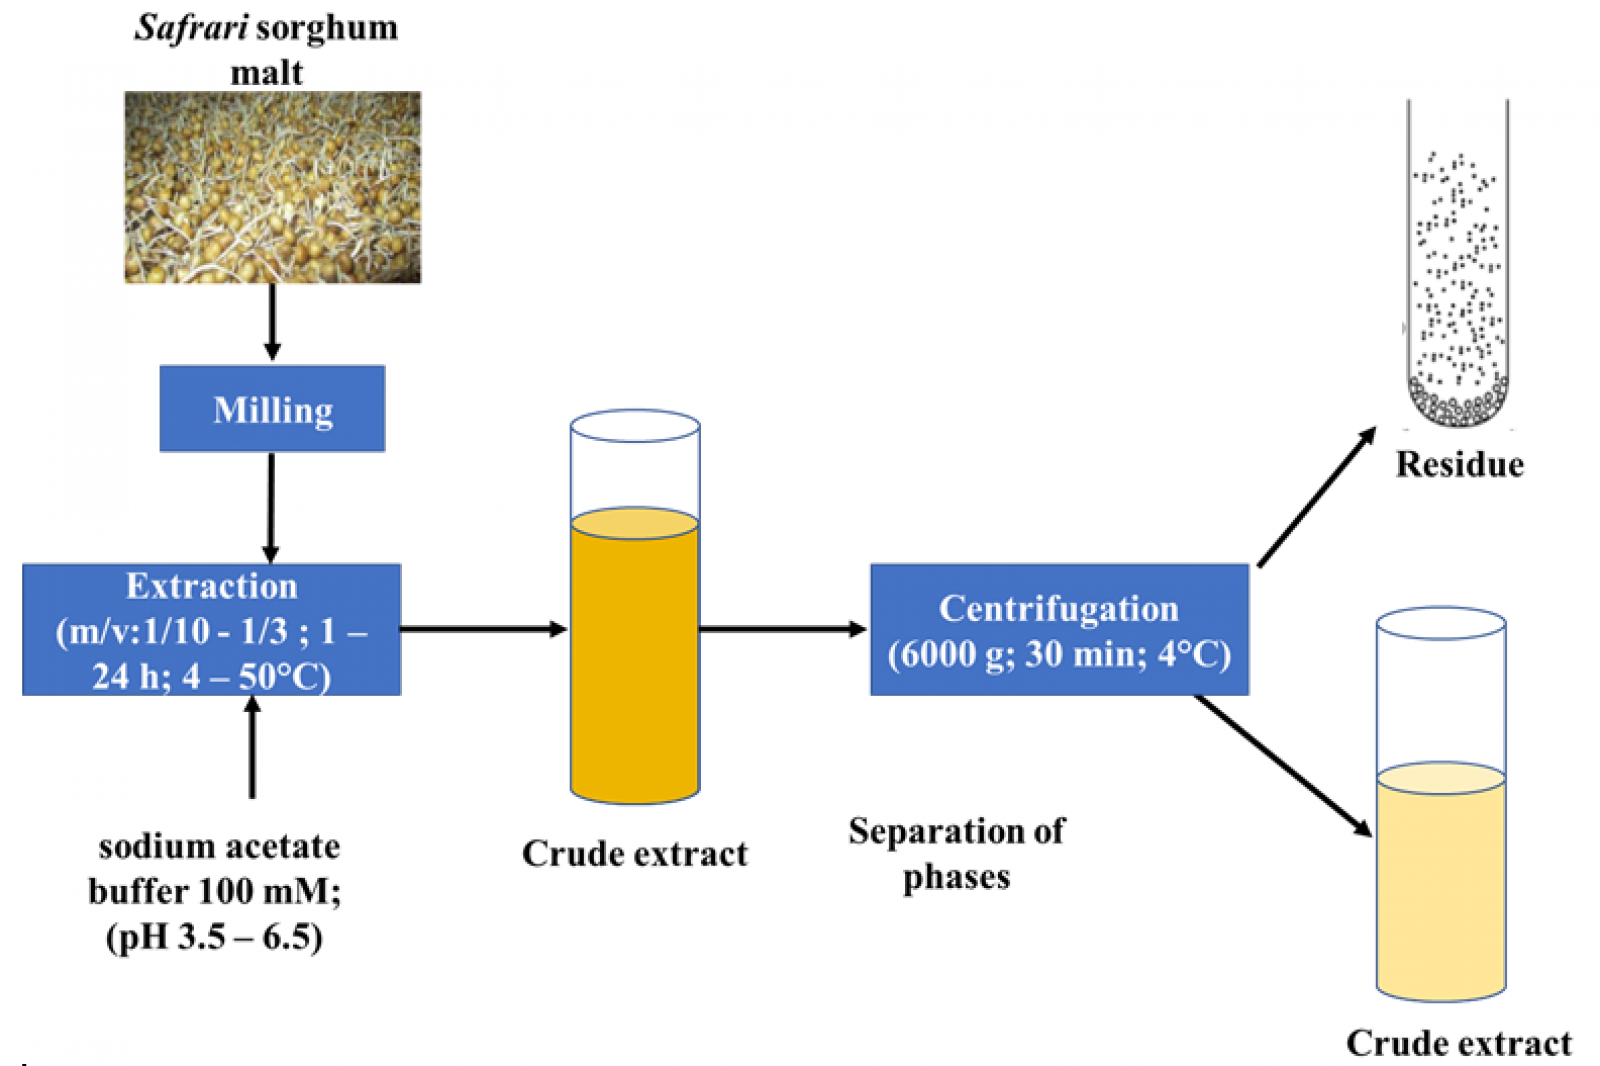 Safrari sorghum
malt
Milling
Extraction
(m/v:1/10 - 1/3 ; 1 –
24 h; 4 – 50°C)
sodium acetate
buffer 100 mM;
(pH 3.5 – 6.5)
Crude extract
Centrifugation
(6000 g; 30 min; 4°C)
Separation of
phases
Residue
Crude extract